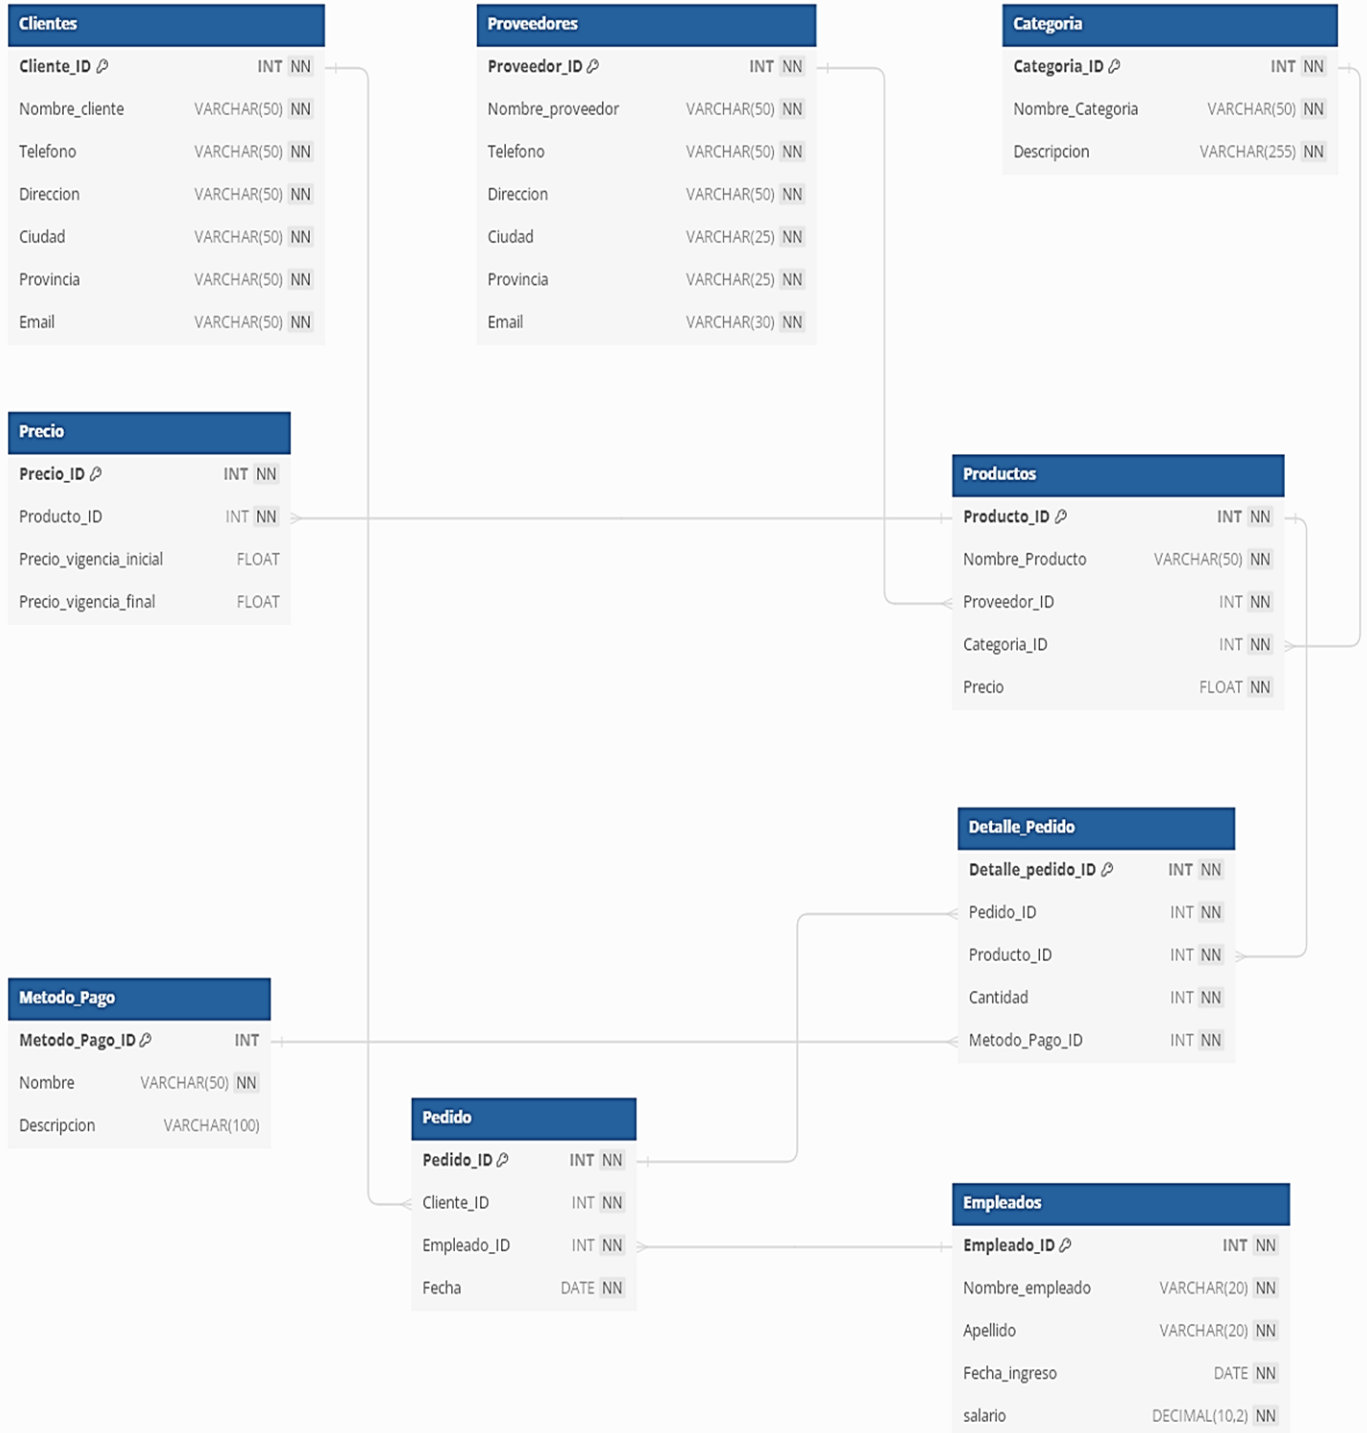 Clientes
Cliente_ID INT NN
Nombre_cliente VARCHAR(50) NN
Telefono VARCHAR(50) NN
Direccion VARCHAR(50) NN
Ciudad VARCHAR(50) NN
Provincia VARCHAR(50) NN
Email VARCHAR(50) NN
Proveedores
Proveedor_ID INT NN
Nombre_proveedor VARCHAR(50) NN
Telefono VARCHAR(50) NN
Direccion VARCHAR(50) NN
Ciudad VARCHAR(25) NN
Provincia VARCHAR(25) NN
Email VARCHAR(30) NN
Categoria
Categoria_ID INT NN
Nombre_Categoria VARCHAR(50) NN
Descripcion VARCHAR(255) NN
Precio
Precio_ID INT NN
Producto_ID INT NN
Precio_vigencia_inicial FLOAT
Precio_vigencia_final FLOAT
Productos
Producto_ID INT NN
Nombre_Producto VARCHAR(50) NN
Proveedor_ID INT NN
Categoria_ID INT NN
Precio FLOAT NN
Detalle_Pedido
Detalle_pedido_ID INT NN
Pedido_ID INT NN
Producto_ID INT NN
Cantidad INT NN
Metodo_Pago_ID INT NN
Metodo_Pago
Metodo_Pago_ID INT
Nombre VARCHAR(50) NN
Descripcion VARCHAR(100)
Pedido
Pedido_ID INT NN
Cliente_ID INT NN
Empleado_ID INT NN
Fecha DATE NN
Empleados
Empleado_ID INT NN
Nombre_empleado VARCHAR(20) NN
Apellido VARCHAR(20) NN
Fecha_ingreso DATE NN
salario DECIMAL(10,2) NN